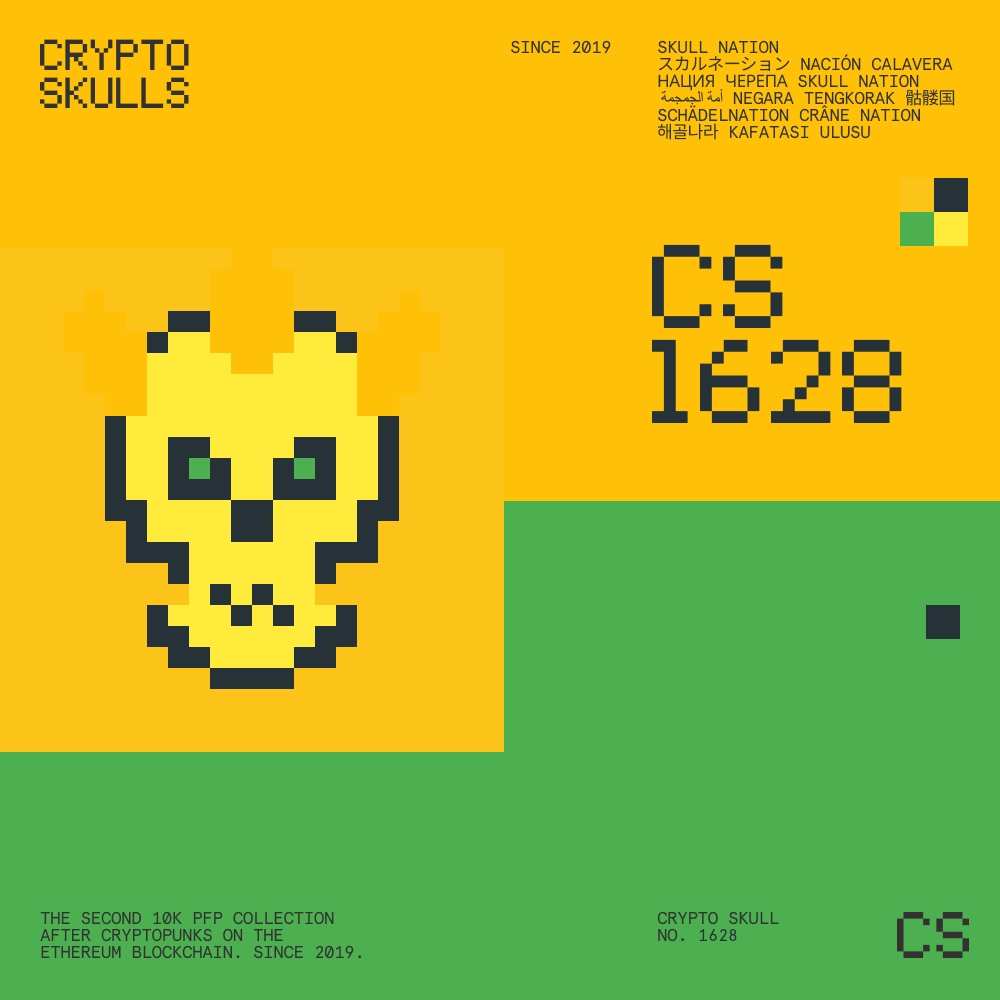 CRYPTO
SKULLS
SINCE 2019
SKULL NATION
スカルネーション NACIÓN CALAVERA
НАЦИЯ ЧЕРЕПА SKULL NATION
أمة الجمجمة NEGARA TENGKORAK 骷髅国
SCHÄDELNATION CRÂNE NATION
해골나라 KAFATASI ULUSU
CS
1628
THE SECOND 10K PFP COLLECTION
AFTER CRYPTOPUNKS ON THE
ETHEREUM BLOCKCHAIN. SINCE 2019.
CRYPTO SKULL
NO. 1628
CS